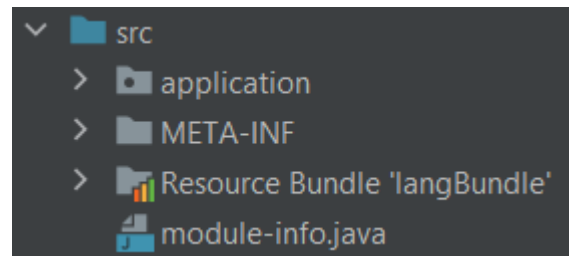 src
application
META-INF
Resource Bundle 'langBundle'
module-info.java